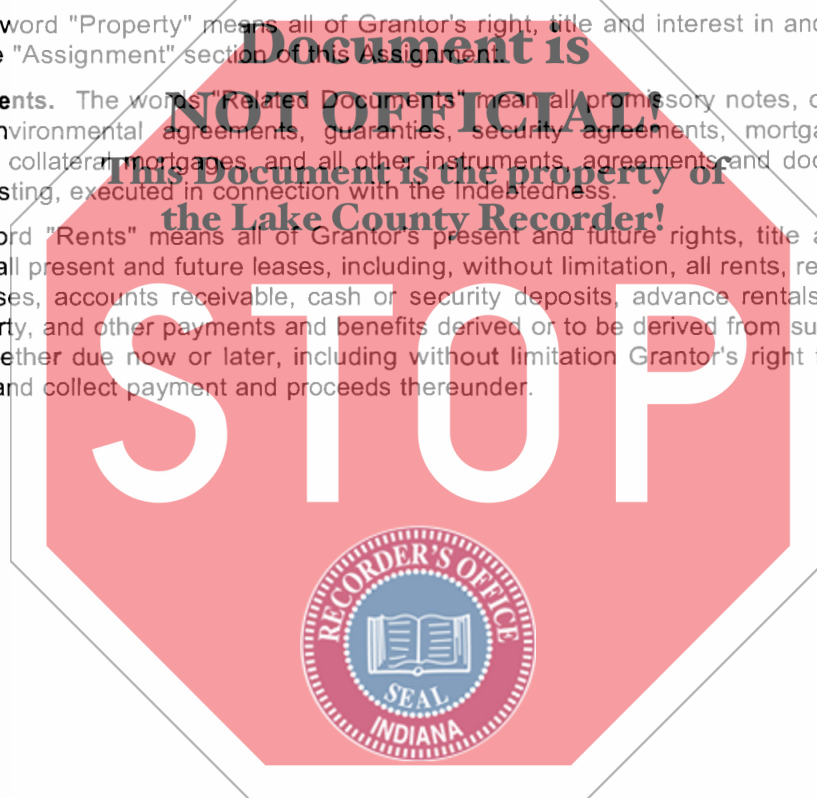 word "Property" means all of Grantor's right, title and interest in and
"Assignment" section of this Assignment.
Document is
ents. The words "Related Documents" mean all promissory notes,
nvironmental agreements, guaranties, security agreements, mortga
NOT OFFICIAL!
collateral mortgages, and all other instruments, agreements and doc
sting, executed in connection with the Indebtedness.
This Document is the property of
the Lake County Recorder!
ord "Rents" means all of Grantor's present and future rights, title
all present and future leases, including, without limitation, all rents, re
ses, accounts receivable, cash or security deposits, advance rentals
rty, and other payments and benefits derived or to be derived from su
ether due now or later, including without limitation Grantor's right
and collect payment and proceeds thereunder.
STOP
RECORDER'S OFFICE
SEAL
INDIANA